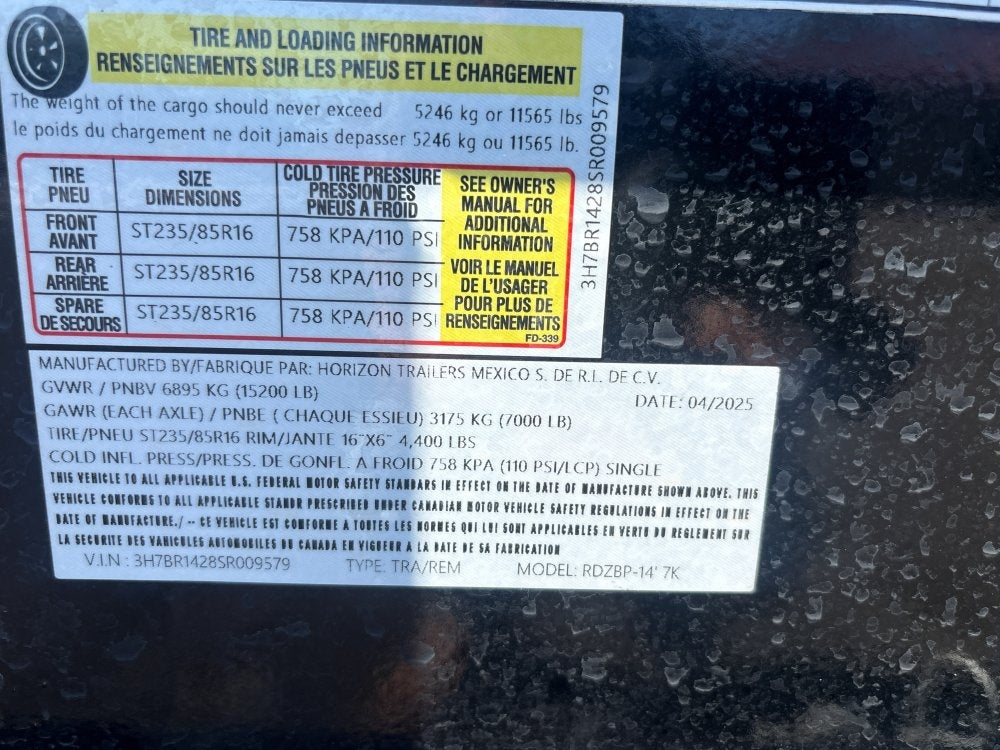 TIRE AND LOADING INFORMATION
RENSEIGNEMENTS SUR LES PNEUS ET LE CHARGEMENT
The weight of the cargo should never exceed 5246 kg or 11565 lbs
le poids du chargement ne doit jamais depasser 5246 kg ou 11565 lb.
TIRE PNEU
SIZE DIMENSIONS
COLD TIRE PRESSURE
PRESSION DES
PNEUS A FROID
FRONT AVANT
ST235/85R16
758 KPA/110 PSI
REAR ARRIÈRE
ST235/85R16
758 KPA/110 PSI
SPARE DE SECOURS
ST235/85R16
758 KPA/110 PSI
SEE OWNER'S
MANUAL FOR
ADDITIONAL
INFORMATION
VOIR LE MANUEL
DE L'USAGER
POUR PLUS DE
RENSEIGNEMENTS
FD-339
3H7BR1428SR009579
MANUFACTURED BY/FABRIQUE PAR: HORIZON TRAILERS MEXICO S. DE R.L. DE C.V.
GVWR / PNBV 6895 KG (15200 LB)
DATE: 04/2025
GAWR (EACH AXLE) / PNBE ( CHAQUE ESSIEU) 3175 KG (7000 LB)
TIRE/PNEU ST235/85R16 RIM/JANTE 16"X6" 4,400 LBS
COLD INFL. PRESS/PRESS. DE GONFL. A FROID 758 KPA (110 PSI/LCP) SINGLE
THIS VEHICLE TO ALL APPLICABLE U.S. FEDERAL MOTOR SAFETY STANDARS IN EFFECT ON THE DATE OF MANUFACTURE SHOWN ABOVE. THIS
VEHICLE CONFORMS TO ALL APPLICABLE STANDR PRESCRIBED UNDER CANADIAN MOTOR VEHICLE SAFETY REGULATIONS IN EFFECT ON THE
DATE OF MANUFACTURE./ -- CE VEHICULE EST CONFORME A TOUTES LES NORMES QUI LUI SONT APPLICABLES EN VERTU DU REGLEMENT SUR
LA SECURITE DES VAHICULES AUTOMOBILES DU CANADA EN VIGUEUR A LA DATE DE SA FABRICATION
V.I.N : 3H7BR1428SR009579 TYPE: TRA/REM MODEL: RDZBP-14' 7K